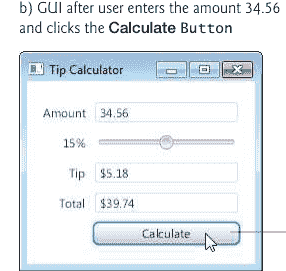 b) GUI after user enters the amount 34.56
and clicks the Calculate Button
Tip Calculator
Amount 34.56
15%
Tip $5.18
Total $39.74
Calculate